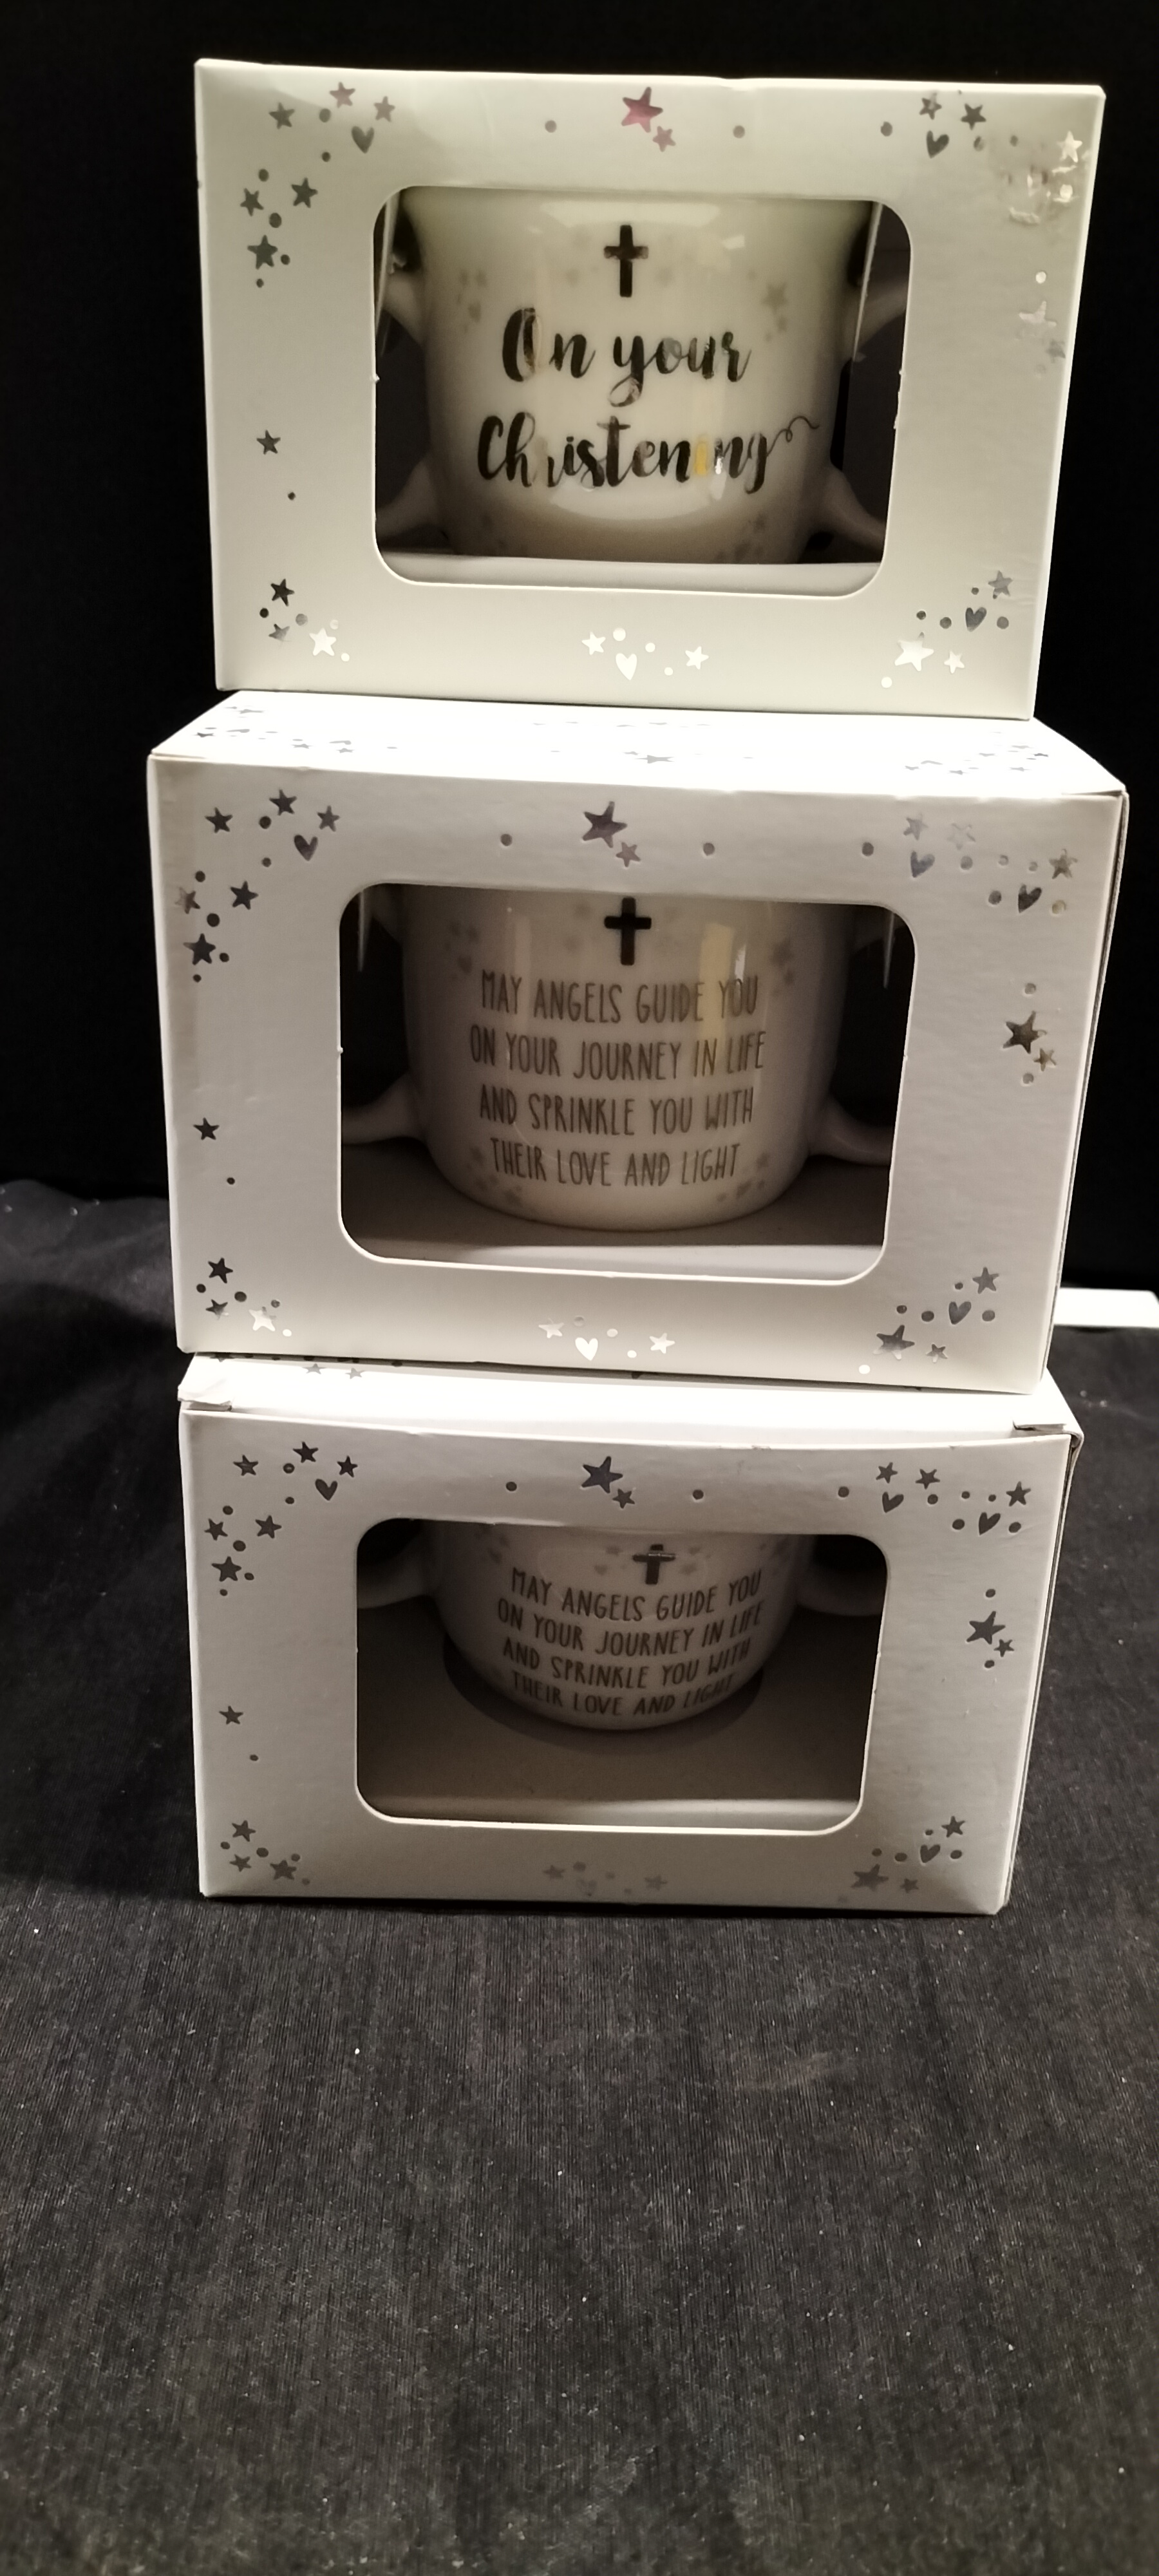 On your
Christening
MAY ANGELS GUIDE YOU
ON YOUR JOURNEY IN LIFE
AND SPRINKLE YOU WITH
THEIR LOVE AND LIGHT
MAY ANGELS GUIDE YOU
ON YOUR JOURNEY IN LIFE
AND SPRINKLE YOU WITH
THEIR LOVE AND LIGHT